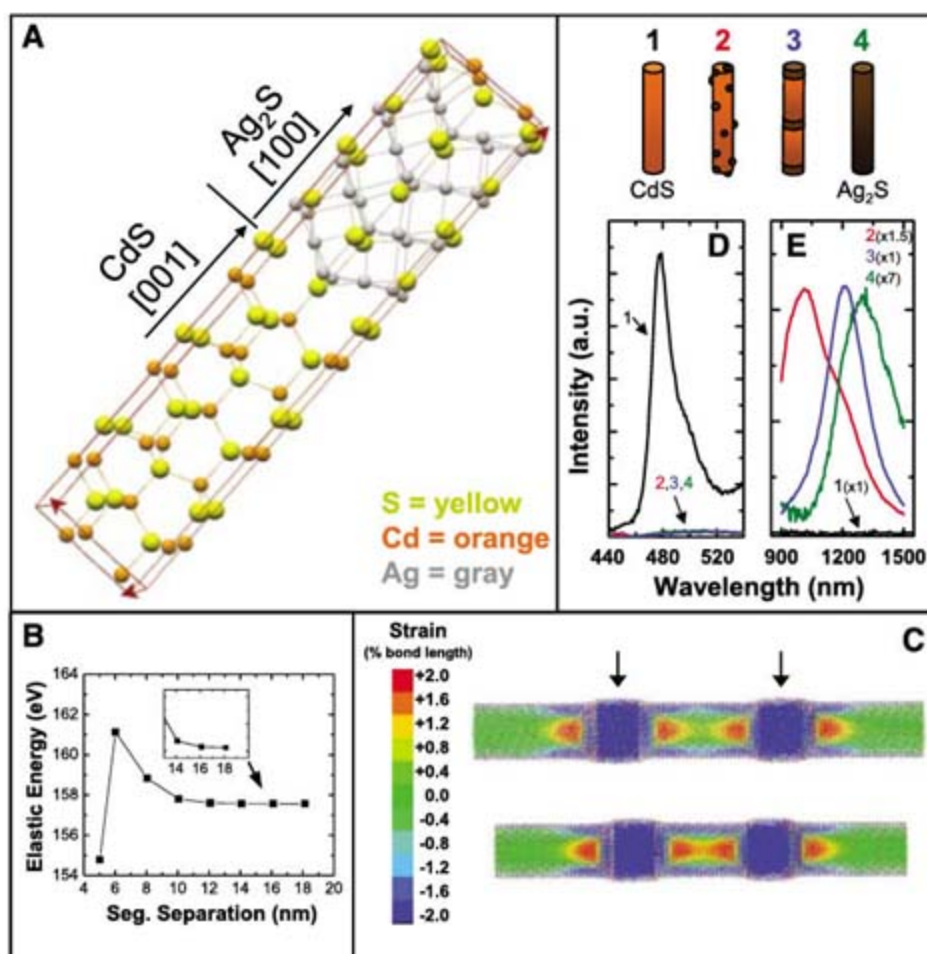 A
CdS
[001]
Ag2S
[100]
S = yellow
Cd = orange
Ag = gray
1 2 3 4
CdS Ag2S
D
1
2,3,4
440 480 520
E
2(x1.5)
3(x1)
4(x7)
1(x1)
900 1200 1500
Intensity (a.u.)
Wavelength (nm)
B
Elastic Energy (eV)
164
162
160
158
156
154
14 16 18
4 6 8 10 12 14 16 18 20
Seg. Separation (nm)
C
Strain
(% bond length)
+2.0
+1.6
+1.2
+0.8
+0.4
0.0
-0.4
-0.8
-1.2
-1.6
-2.0